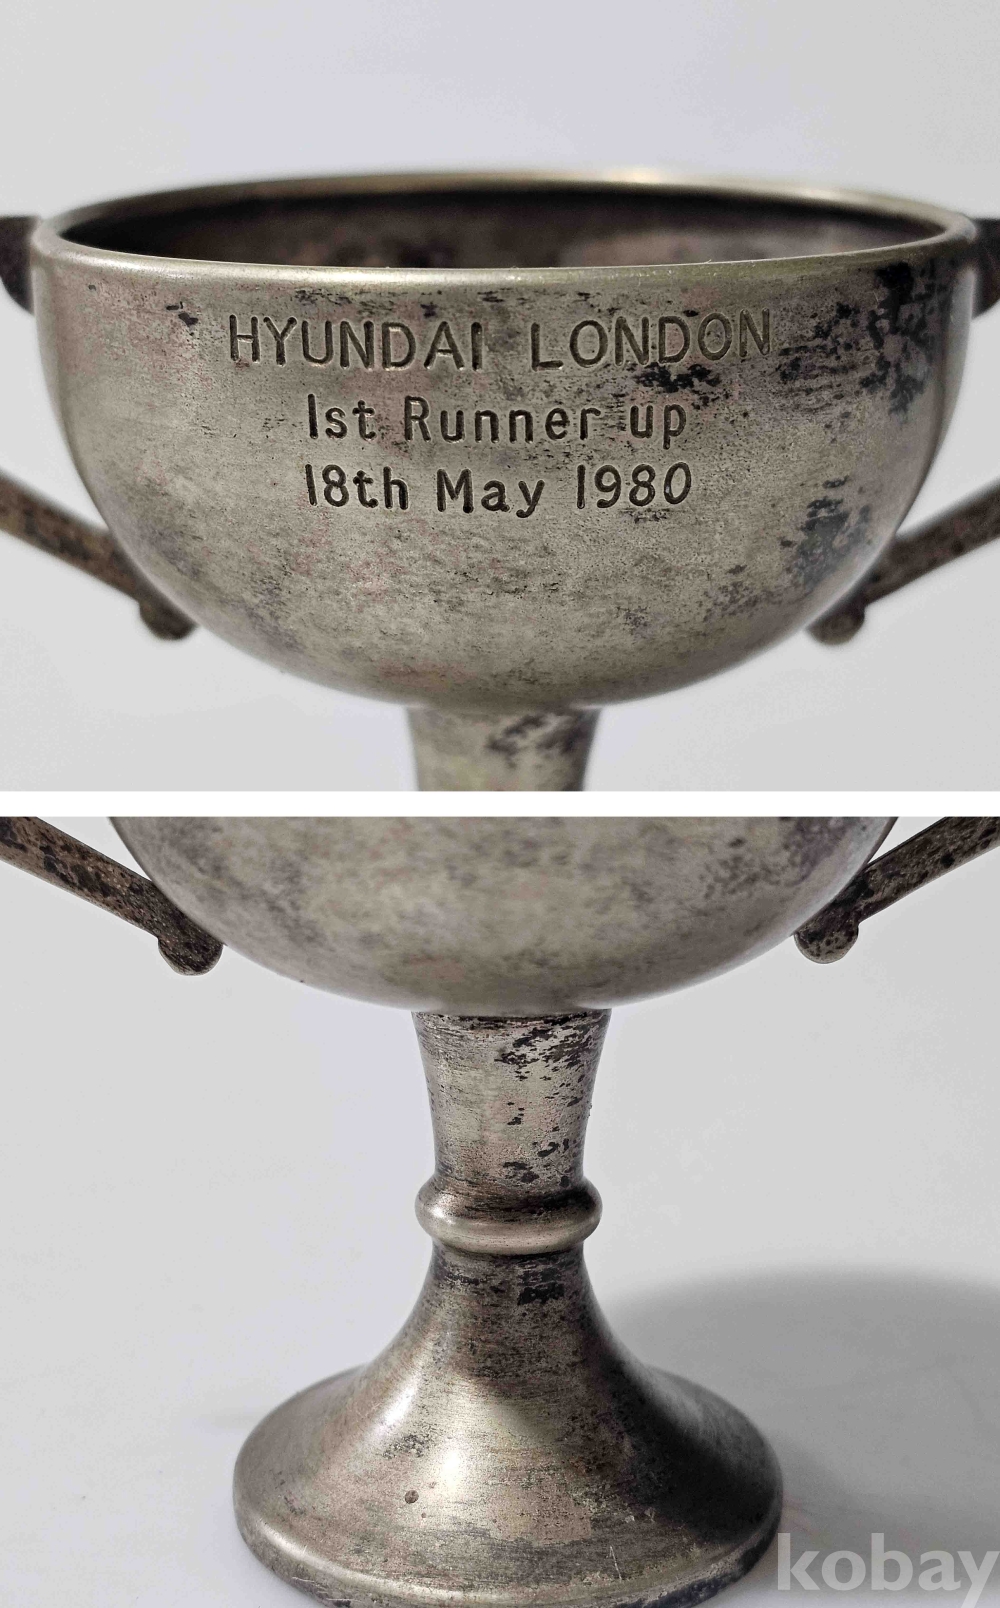 HYUNDAI LONDON
1st Runner up
18th May 1980
kobay